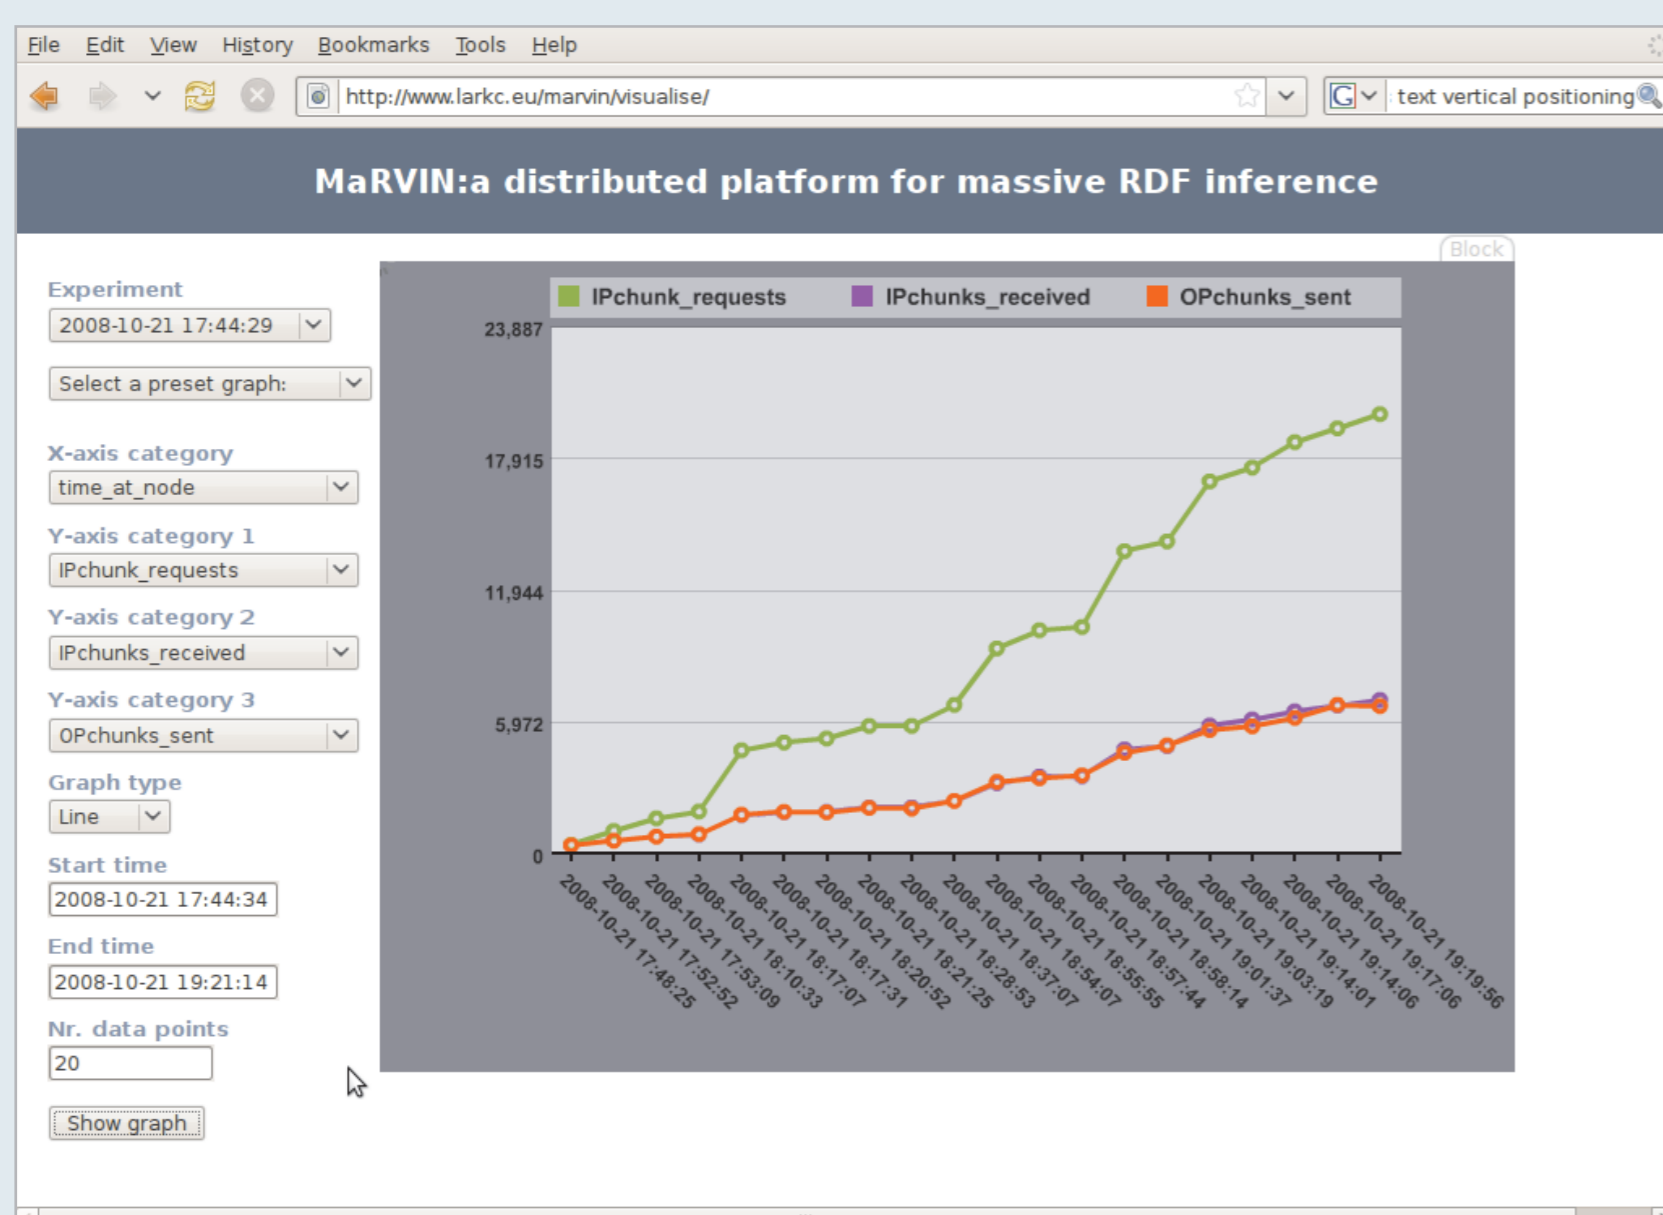 File Edit View History Bookmarks Tools Help
http://www.larkc.eu/marvin/visualise/
G text vertical positioning
MaRVIN:a distributed platform for massive RDF inference
Block
Experiment
2008-10-21 17:44:29
Select a preset graph:
X-axis category
time_at_node
Y-axis category 1
IPchunk_requests
Y-axis category 2
IPchunks_received
Y-axis category 3
OPchunks_sent
Graph type
Line
Start time
2008-10-21 17:44:34
End time
2008-10-21 19:21:14
Nr. data points
20
Show graph
IPchunk_requests IPchunks_received OPchunks_sent
23,887
17,915
11,944
5,972
0
2008-10-21 17:48:25
2008-10-21 17:52:52
2008-10-21 17:53:09
2008-10-21 18:10:33
2008-10-21 18:17:07
2008-10-21 18:17:31
2008-10-21 18:20:52
2008-10-21 18:21:25
2008-10-21 18:28:53
2008-10-21 18:37:07
2008-10-21 18:54:07
2008-10-21 18:55:55
2008-10-21 18:57:44
2008-10-21 18:58:14
2008-10-21 19:01:37
2008-10-21 19:03:19
2008-10-21 19:14:01
2008-10-21 19:14:06
2008-10-21 19:17:06
2008-10-21 19:19:56